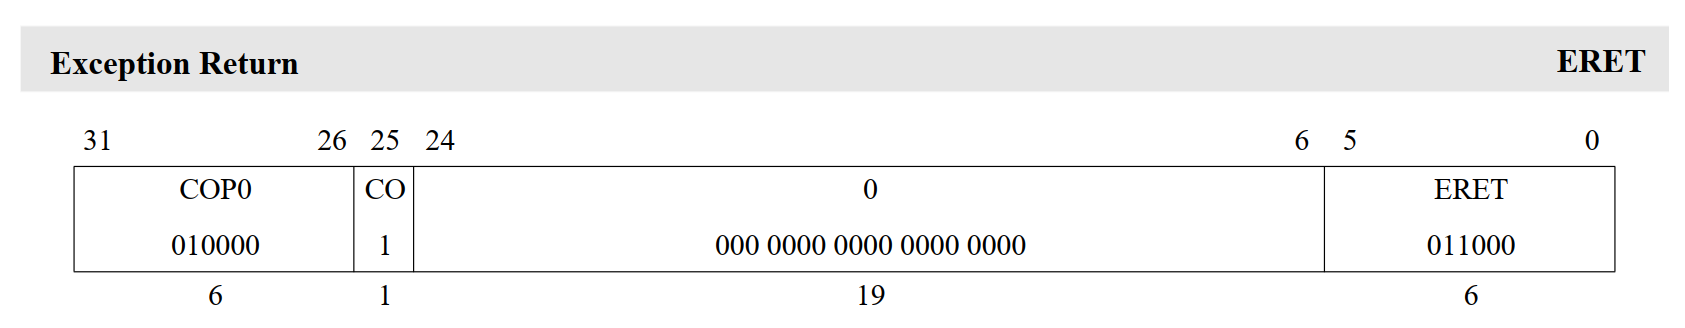 Exception Return ERET
31 26 25 24 6 5 0
COP0 CO 0 ERET
010000 1 000 0000 0000 0000 0000 011000
6 1 19 6